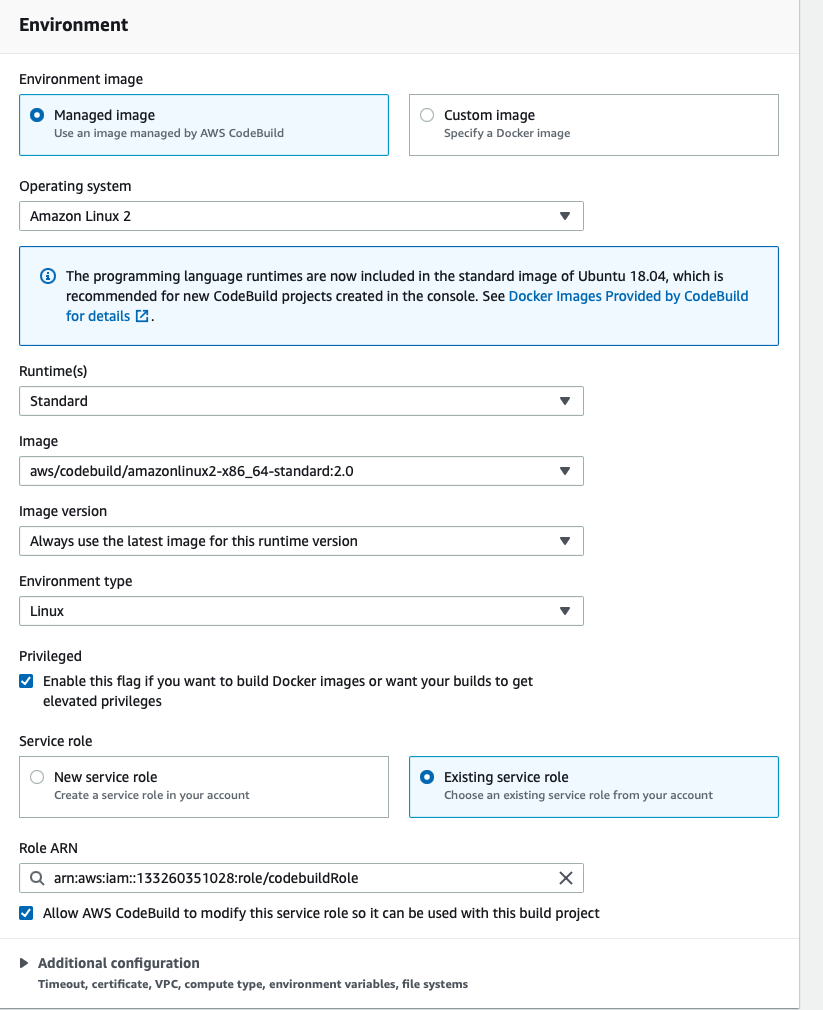 Environment
Environment image
Managed image
Use an image managed by AWS CodeBuild
Custom image
Specify a Docker image
Operating system
Amazon Linux 2
The programming language runtimes are now included in the standard image of Ubuntu 18.04, which is
recommended for new CodeBuild projects created in the console. See Docker Images Provided by CodeBuild
for details .
Runtime(s)
Standard
Image
aws/codebuild/amazonlinux2-x86_64-standard:2.0
Image version
Always use the latest image for this runtime version
Environment type
Linux
Privileged
Enable this flag if you want to build Docker images or want your builds to get
elevated privileges
Service role
New service role
Create a service role in your account
Existing service role
Choose an existing service role from your account
Role ARN
arn:aws:iam::133260351028:role/codebuildRole
Allow AWS CodeBuild to modify this service role so it can be used with this build project
Additional configuration
Timeout, certificate, VPC, compute type, environment variables, file systems